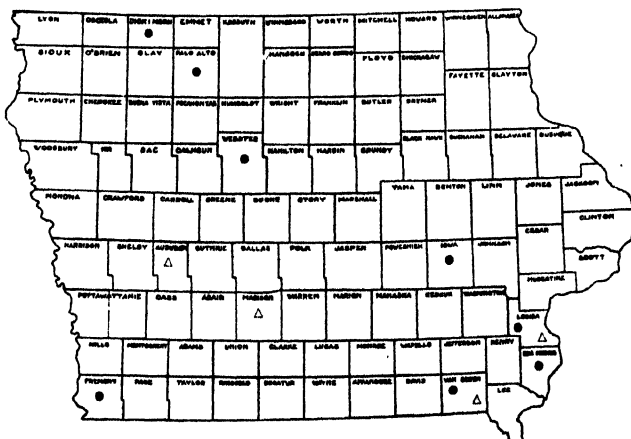 LYON OSCEOLA DICKINSON EMMET KOSSUTH WINNEBAGO WORTH MITCHELL HOWARD WINNESHIEK ALLAMAKEE
SIOUX O'BRIEN CLAY PALO ALTO HANCOCK CERRO GORDO FLOYD CHICKASAW
FAYETTE CLAYTON
PLYMOUTH CHEROKEE BUENA VISTA POCAHONTAS HUMBOLDT WRIGHT FRANKLIN BUTLER BREMER
WOODBURY IDA SAC CALHOUN WEBSTER HAMILTON HARDIN GRUNDY BLACK HAWK BUCHANAN DELAWARE DUBUQUE
MONONA CRAWFORD CARROLL GREENE BOONE STORY MARSHALL TAMA BENTON LINN JONES JACKSON
CLINTON
CEDAR
HARRISON SHELBY AUDUBON GUTHRIE DALLAS POLK JASPER POWESHIEK IOWA JOHNSON SCOTT
MUSCATINE
POTTAWATTAMIE CASS ADAIR MADISON WARREN MARION MAHASKA KEOKUK WASHINGTON
LOUISA
MILLS MONTGOMERY ADAMS UNION CLARKE LUCAS MONROE WAPELLO JEFFERSON HENRY DES MOINES
FREMONT PAGE TAYLOR RINGGOLD DECATUR WAYNE APPANOOSE DAVIS VAN BUREN
LEE